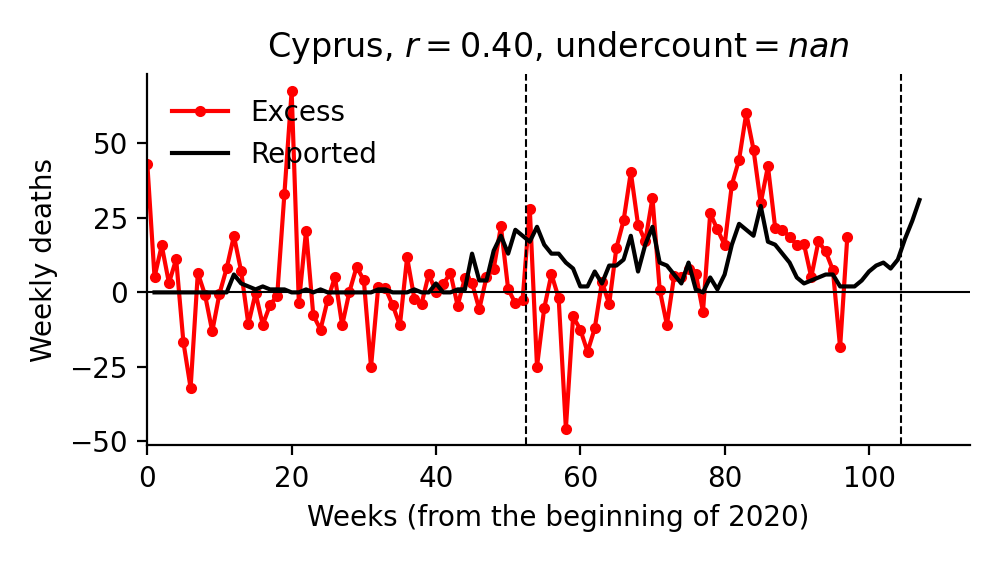 Cyprus, r = 0.40, undercount = nan
Excess
Reported
Weekly deaths
50
25
0
−25
−50
0 20 40 60 80 100
Weeks (from the beginning of 2020)